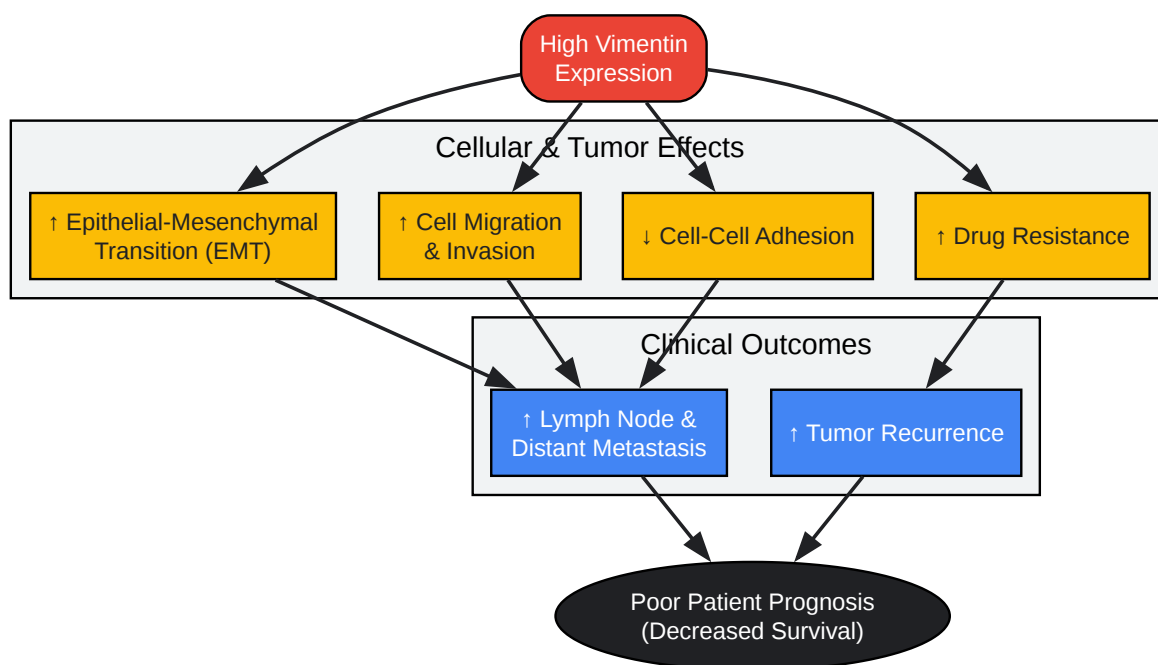 High Vimentin
Expression
Cellular & Tumor Effects
↑ Epithelial-Mesenchymal
Transition (EMT)
↑ Cell Migration
& Invasion
↓ Cell-Cell Adhesion
↑ Drug Resistance
Clinical Outcomes
↑ Lymph Node &
Distant Metastasis
↑ Tumor Recurrence
Poor Patient Prognosis
(Decreased Survival)